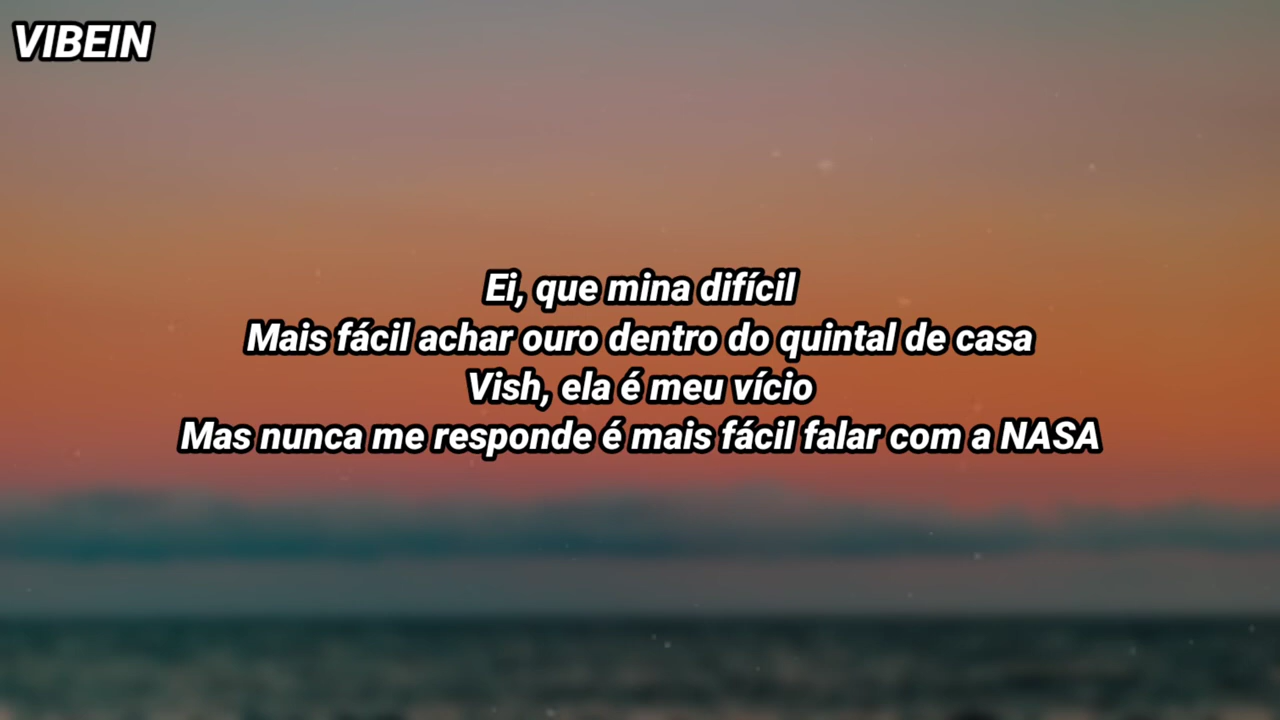 VIBEIN
Ei, que mina difícil
Mais fácil achar ouro dentro do quintal de casa
Vish, ela é meu vício
Mas nunca me responde é mais fácil falar com a NASA